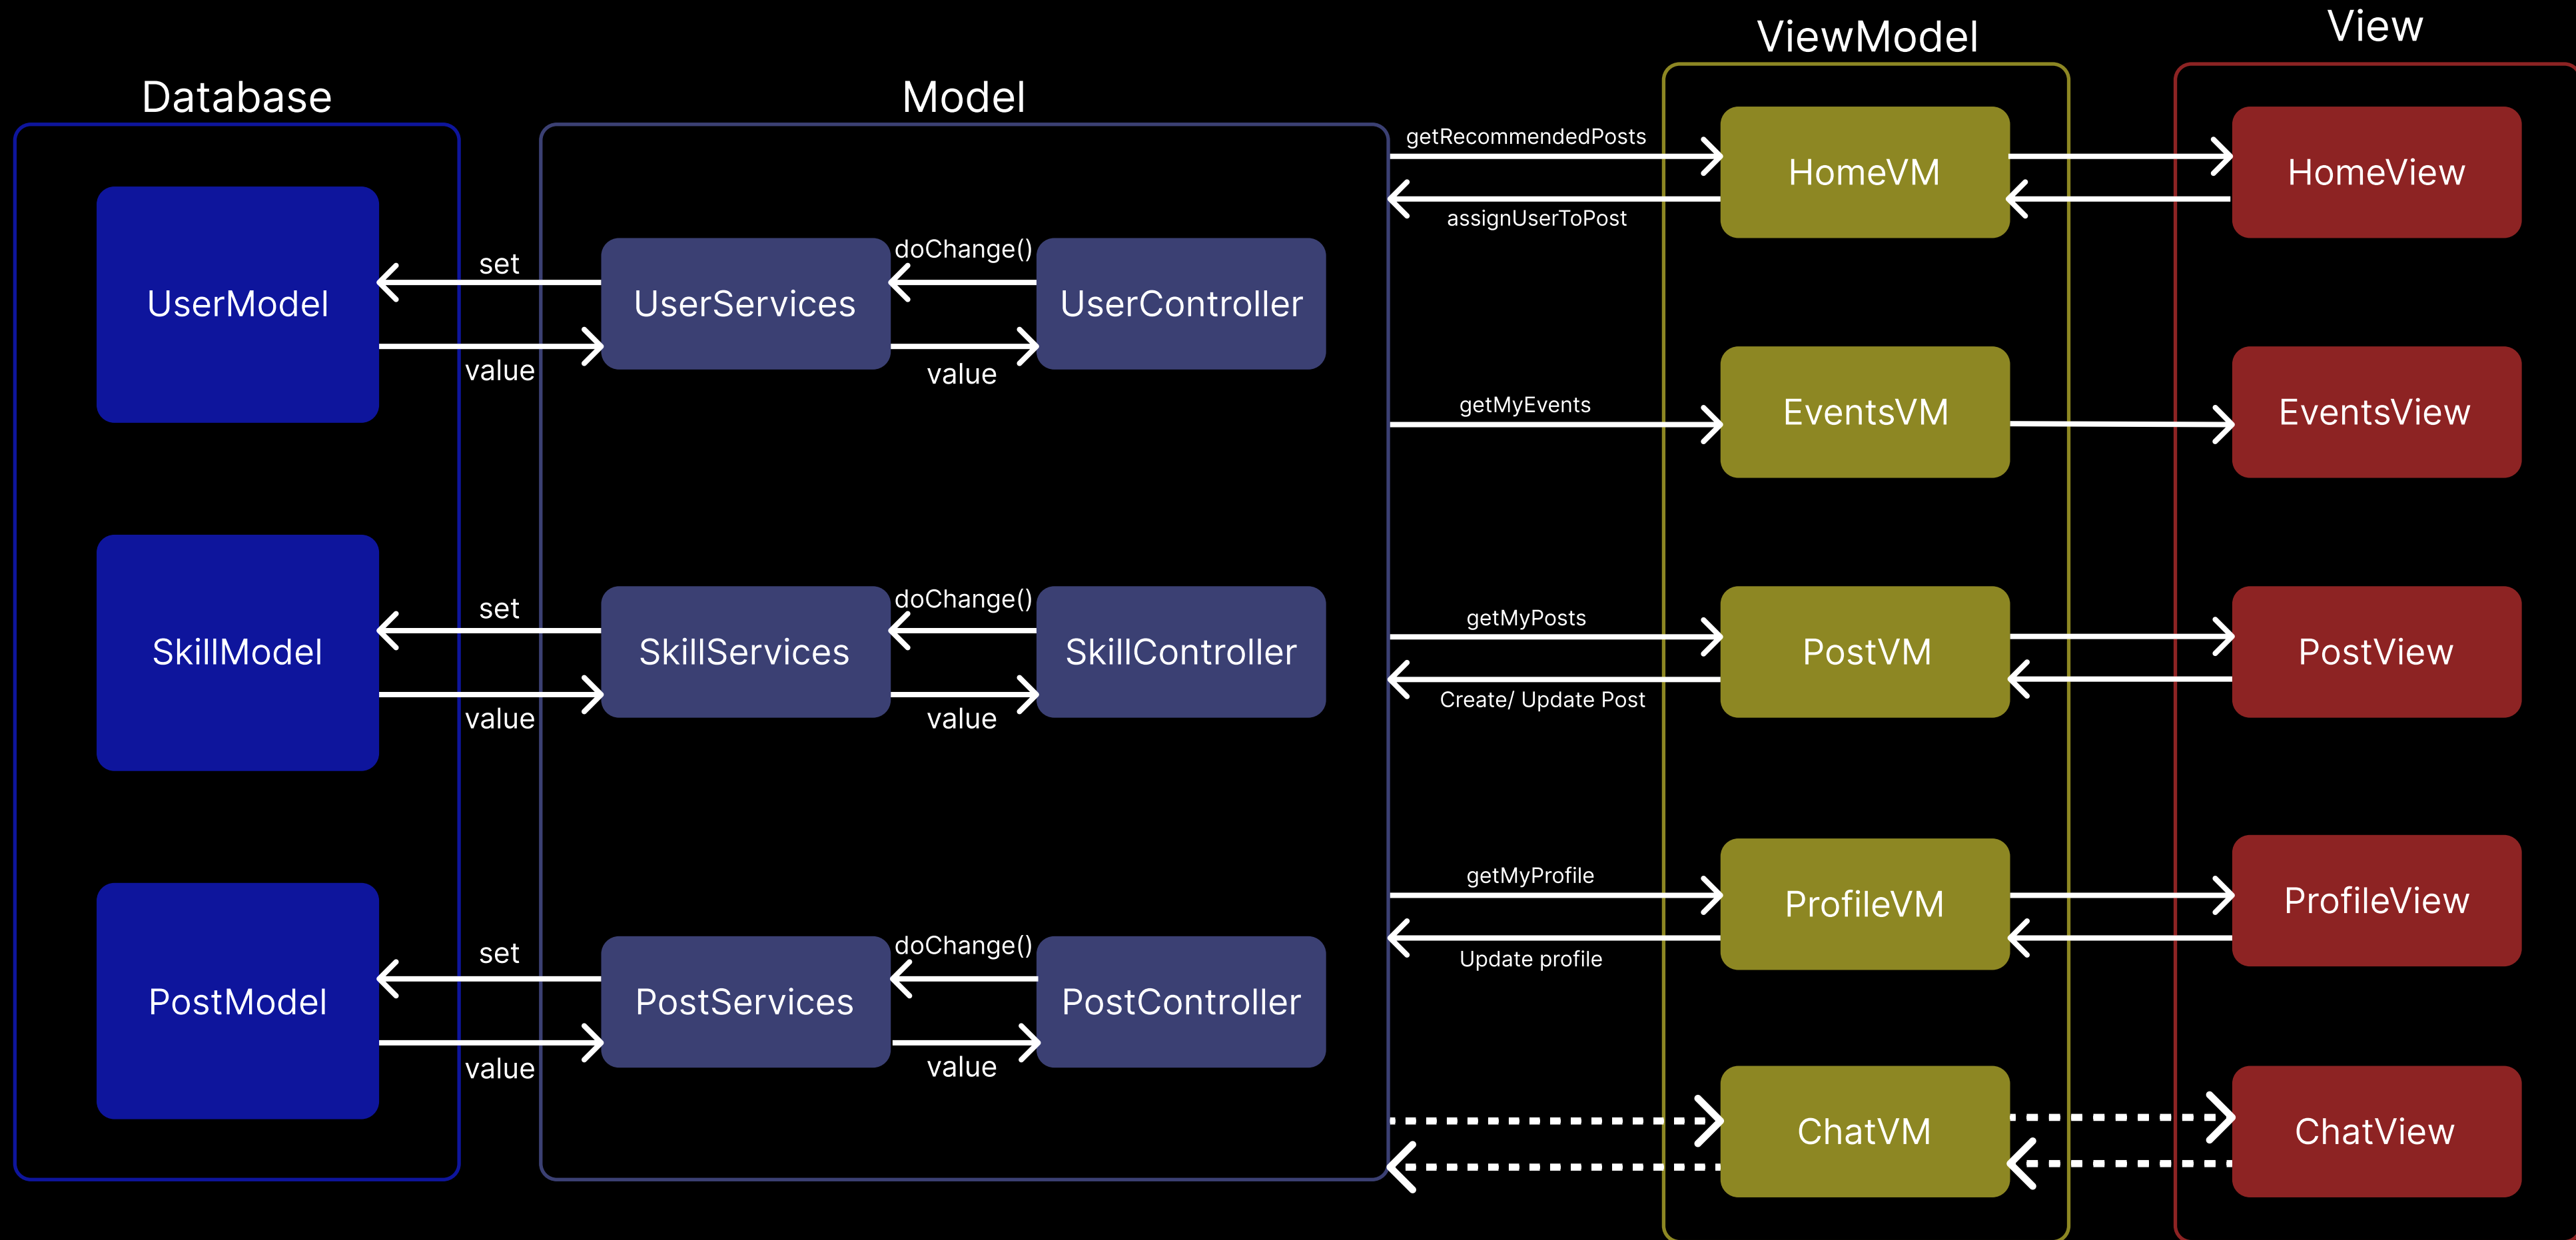 Database
Model
ViewModel
View
UserModel
set
value
UserServices
doChange()
value
UserController
SkillModel
set
value
SkillServices
doChange()
value
SkillController
PostModel
set
value
PostServices
doChange()
value
PostController
getRecommendedPosts
assignUserToPost
HomeVM
HomeView
getMyEvents
EventsVM
EventsView
getMyPosts
Create/ Update Post
PostVM
PostView
getMyProfile
Update profile
ProfileVM
ProfileView
ChatVM
ChatView